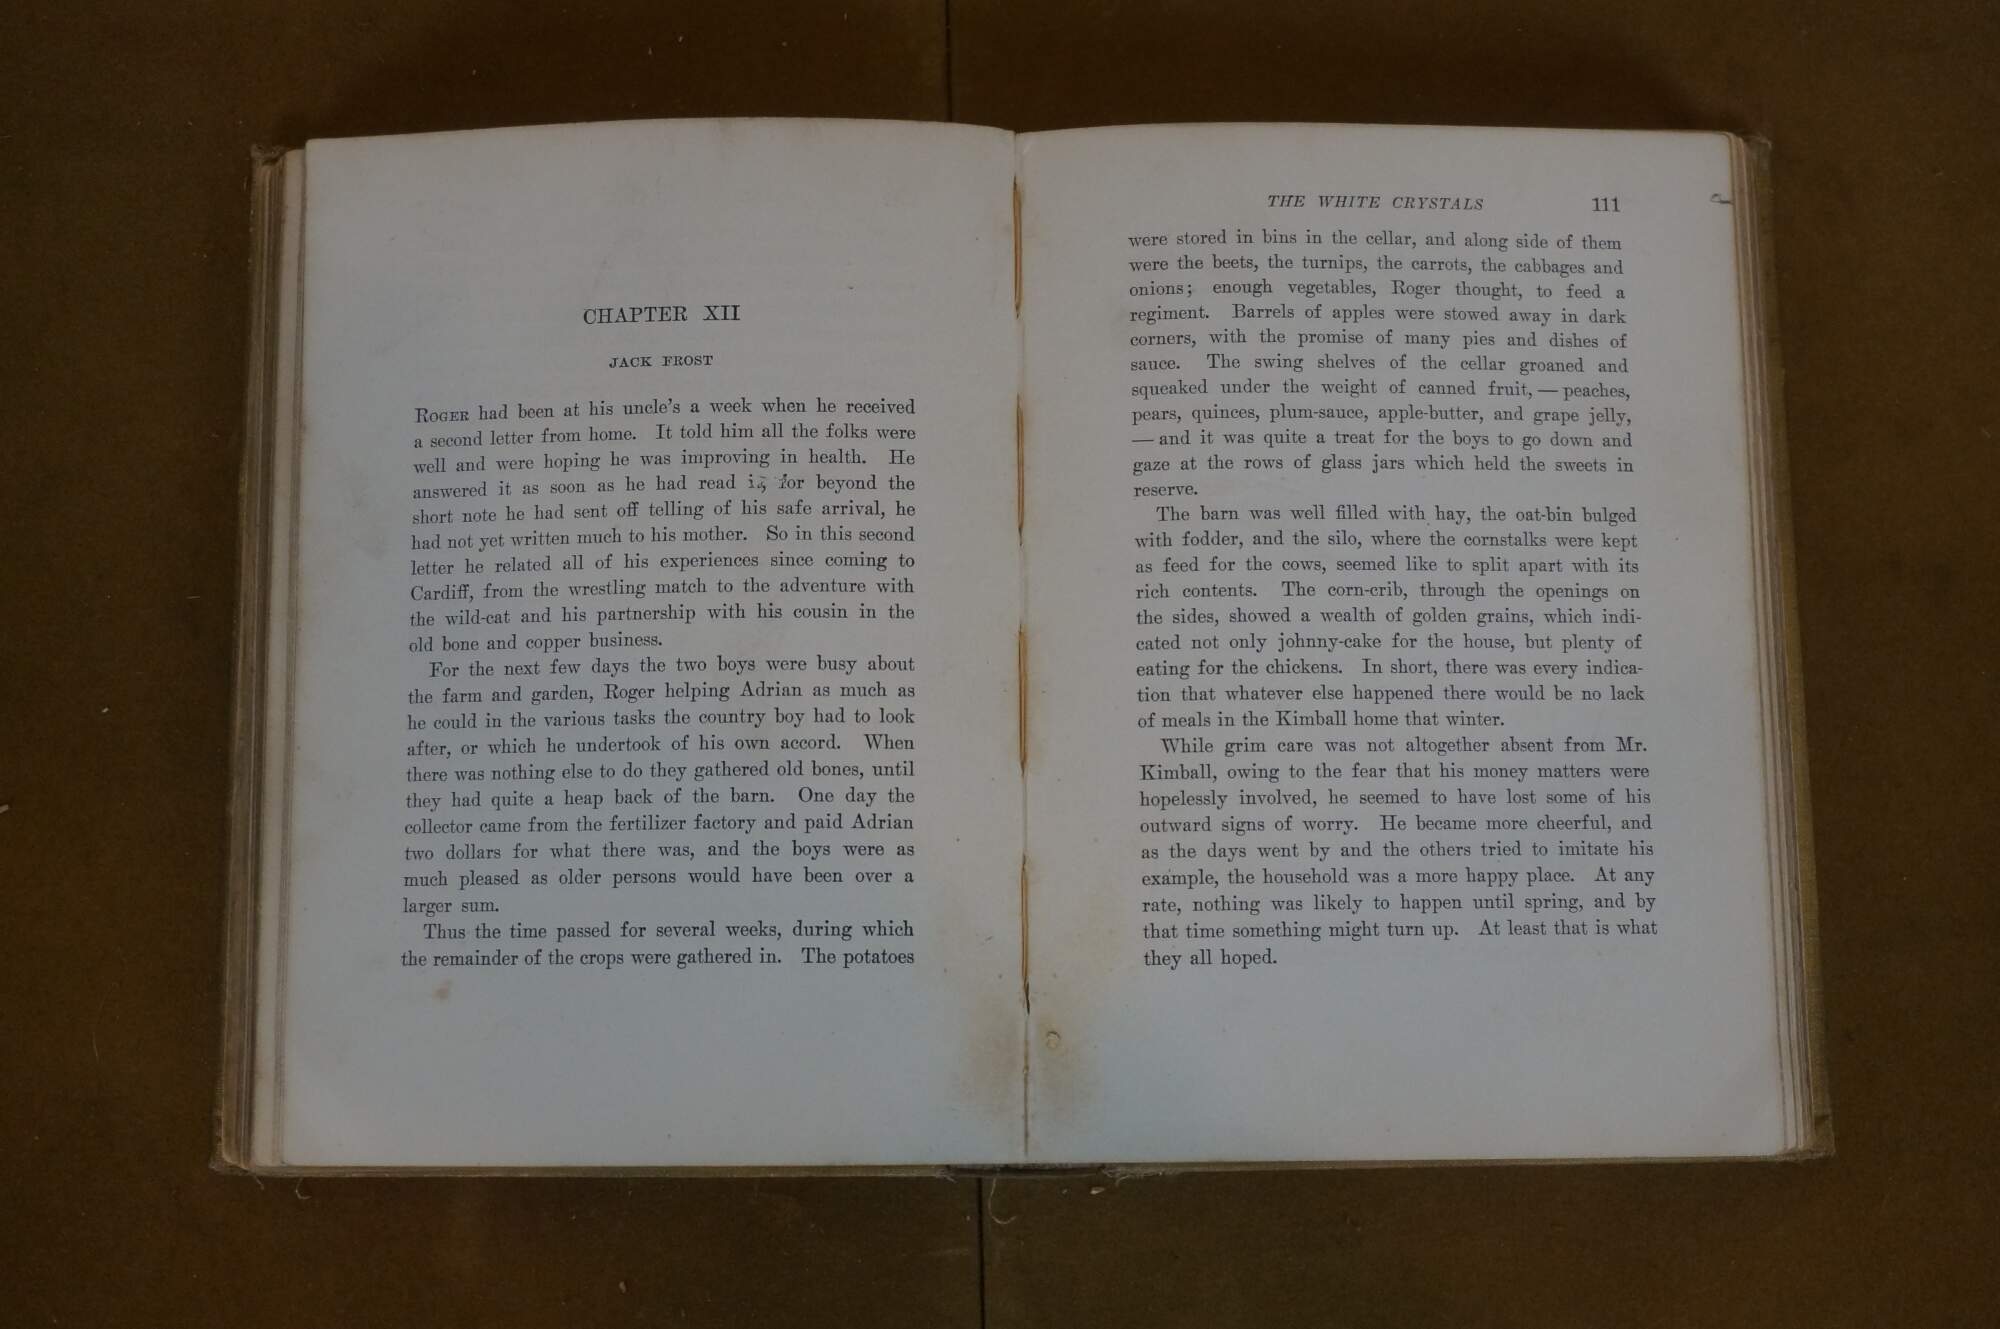 CHAPTER XII
JACK FROST
ROGER had been at his uncle's a week when he received
a second letter from home. It told him all the folks were
well and were hoping he was improving in health. He
answered it as soon as he had read it, for beyond the
short note he had sent off telling of his safe arrival, he
had not yet written much to his mother. So in this second
letter he related all of his experiences since coming to
Cardiff, from the wrestling match to the adventure with
the wild-cat and his partnership with his cousin in the
old bone and copper business.
For the next few days the two boys were busy about
the farm and garden, Roger helping Adrian as much as
he could in the various tasks the country boy had to look
after, or which he undertook of his own accord. When
there was nothing else to do they gathered old bones, until
they had quite a heap back of the barn. One day the
collector came from the fertilizer factory and paid Adrian
two dollars for what there was, and the boys were as
much pleased as older persons would have been over a
larger sum.
Thus the time passed for several weeks, during which
the remainder of the crops were gathered in. The potatoes
THE WHITE CRYSTALS 111
were stored in bins in the cellar, and along side of them
were the beets, the turnips, the carrots, the cabbages and
onions; enough vegetables, Roger thought, to feed a
regiment. Barrels of apples were stowed away in dark
corners, with the promise of many pies and dishes of
sauce. The swing shelves of the cellar groaned and
squeaked under the weight of canned fruit, — peaches,
pears, quinces, plum-sauce, apple-butter, and grape jelly,
— and it was quite a treat for the boys to go down and
gaze at the rows of glass jars which held the sweets in
reserve.
The barn was well filled with hay, the oat-bin bulged
with fodder, and the silo, where the cornstalks were kept
as feed for the cows, seemed like to split apart with its
rich contents. The corn-crib, through the openings on
the sides, showed a wealth of golden grains, which indi-
cated not only johnny-cake for the house, but plenty of
eating for the chickens. In short, there was every indica-
tion that whatever else happened there would be no lack
of meals in the Kimball home that winter.
While grim care was not altogether absent from Mr.
Kimball, owing to the fear that his money matters were
hopelessly involved, he seemed to have lost some of his
outward signs of worry. He became more cheerful, and
as the days went by and the others tried to imitate his
example, the household was a more happy place. At any
rate, nothing was likely to happen until spring, and by
that time something might turn up. At least that is what
they all hoped.